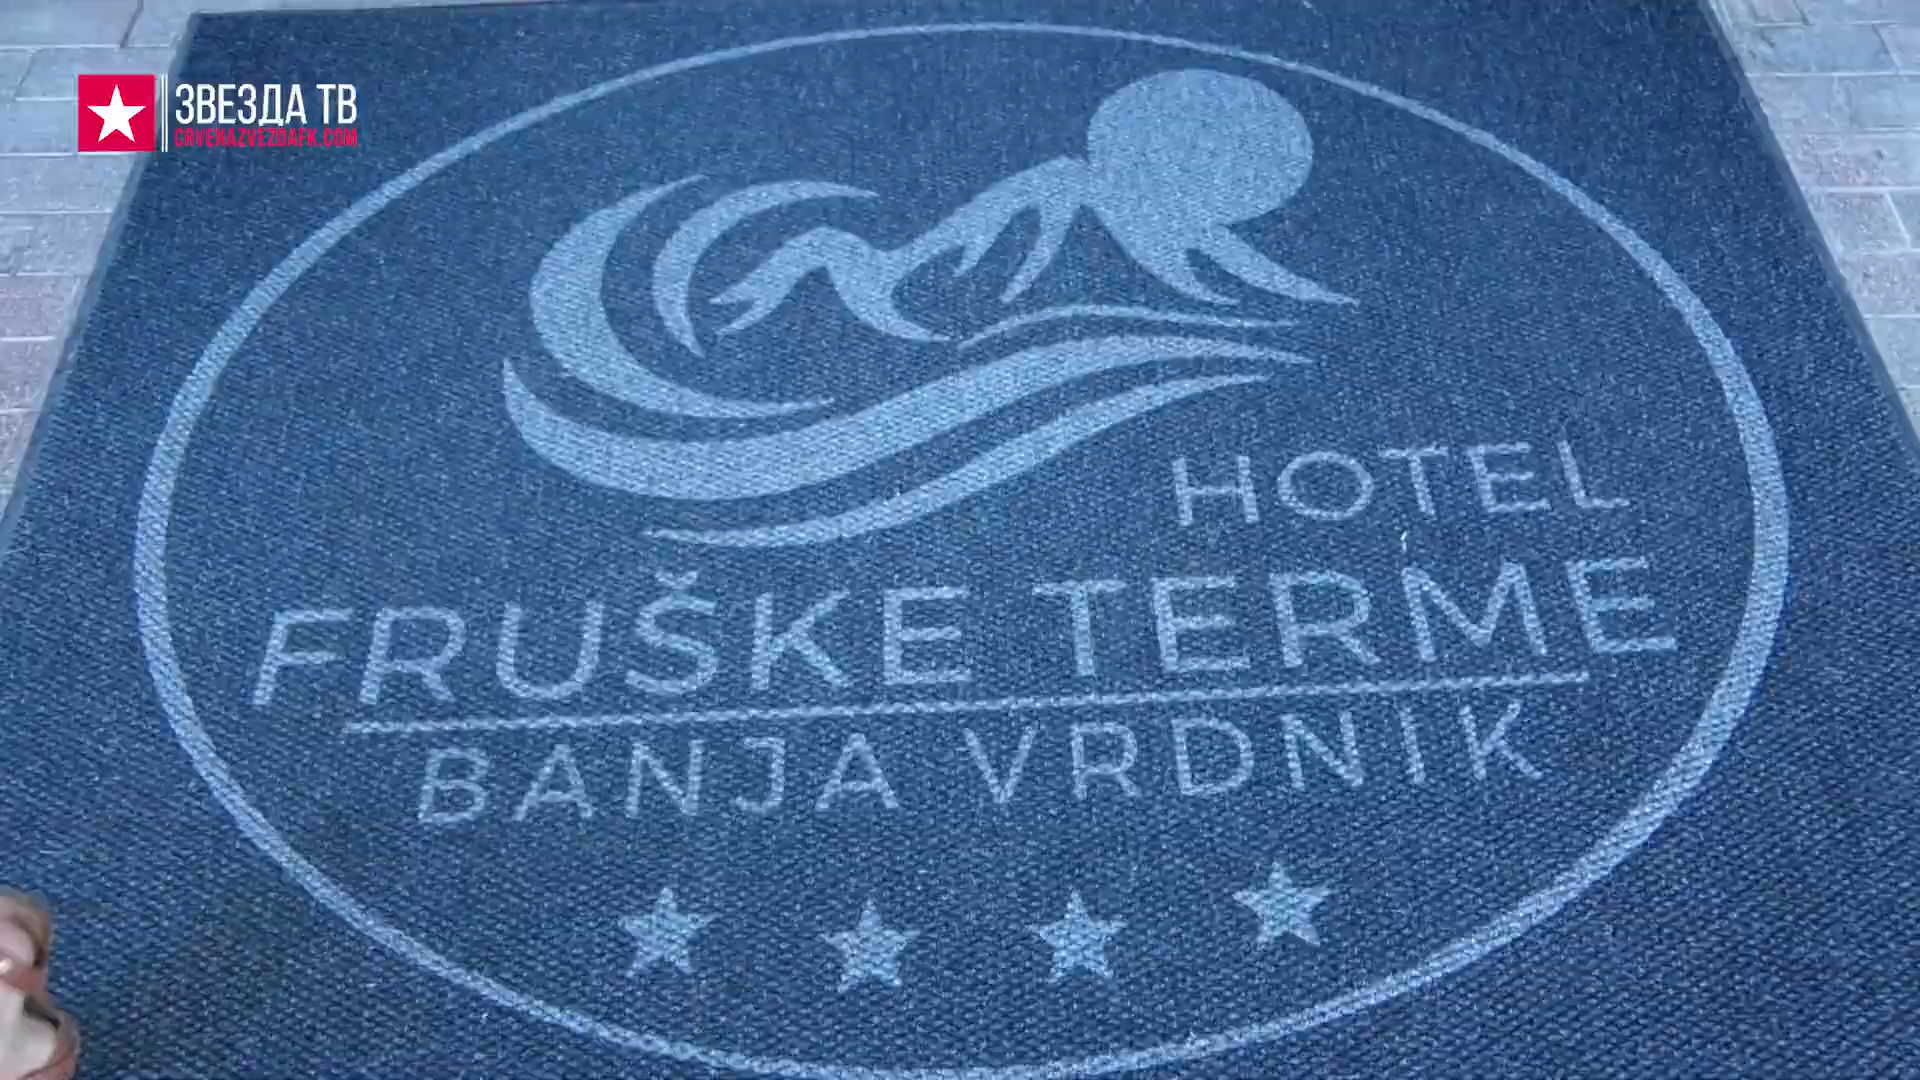 ЗВЕЗДА ТВ
CRVENAZVEZDAFK.COM
HOTEL
FRUŠKE TERME
BANJA VRDNIK